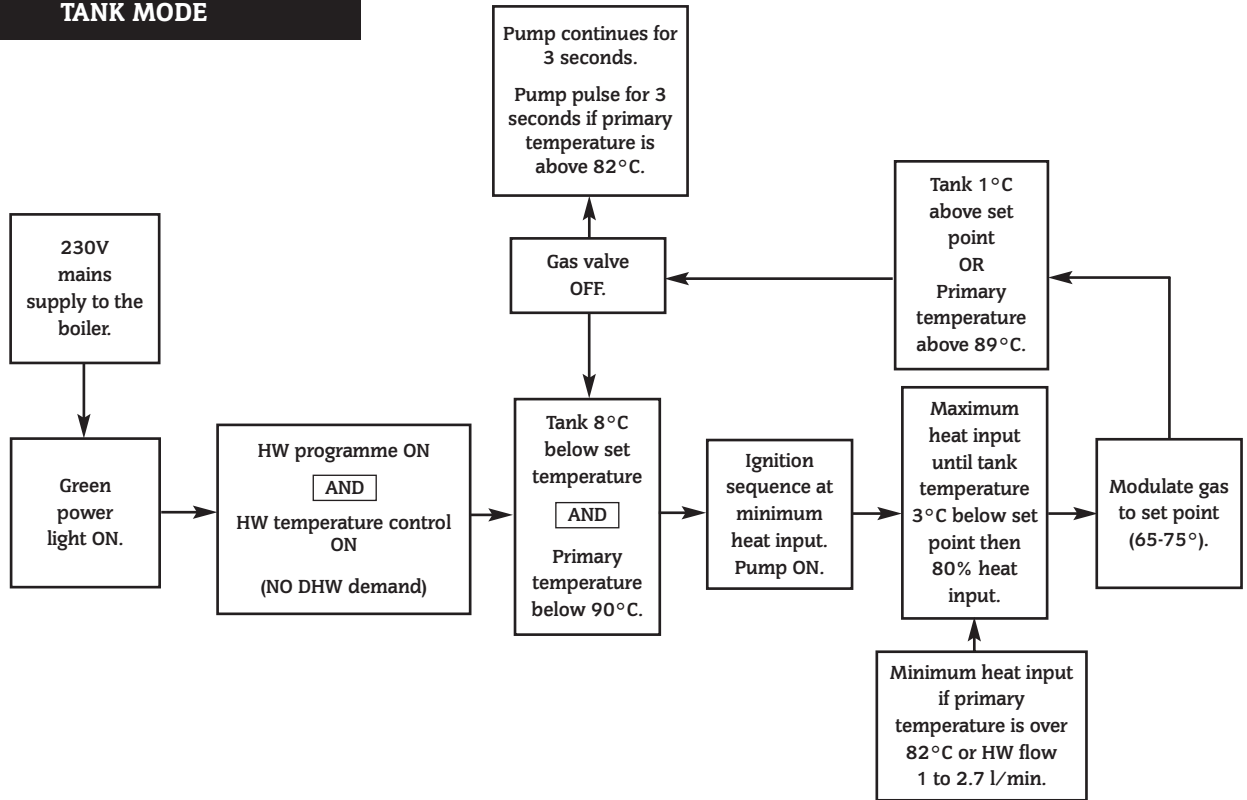 TANK MODE
Pump continues for
3 seconds.
Pump pulse for 3
seconds if primary
temperature is
above 82°C.
230V
mains
supply to the
boiler.
Gas valve
OFF.
Tank 1°C
above set
point
OR
Primary
temperature
above 89°C.
Green
power
light ON.
HW programme ON
AND
HW temperature control
ON
(NO DHW demand)
Tank 8°C
below set
temperature
AND
Primary
temperature
below 90°C.
Ignition
sequence at
minimum
heat input.
Pump ON.
Maximum
heat input
until tank
temperature
3°C below set
point then
80% heat
input.
Modulate gas
to set point
(65-75°).
Minimum heat input
if primary
temperature is over
82°C or HW flow
1 to 2.7 l/min.